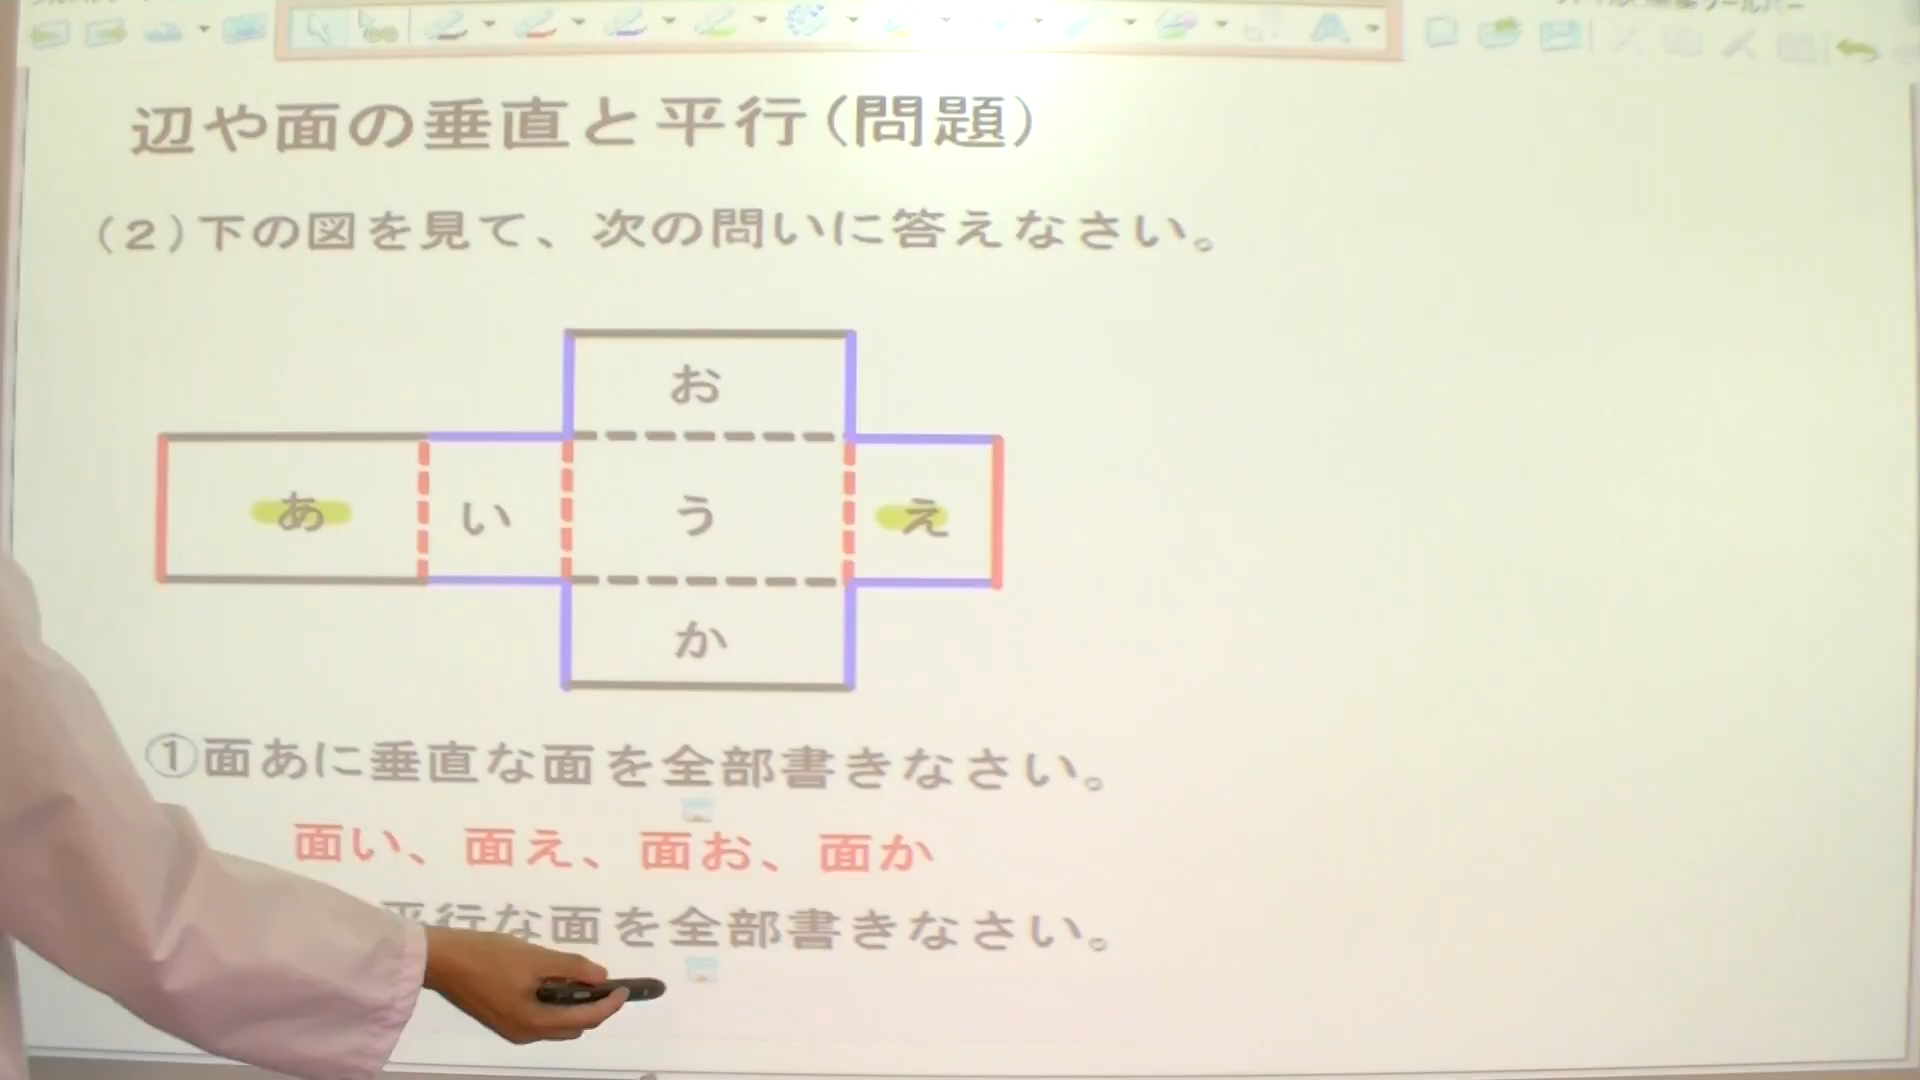 辺や面の垂直と平行(問題)
(2)下の図を見て、次の問いに答えなさい。
お
あ い う え
か
①面あに垂直な面を全部書きなさい。
面い、面え、面お、面か
平行な面を全部書きなさい。